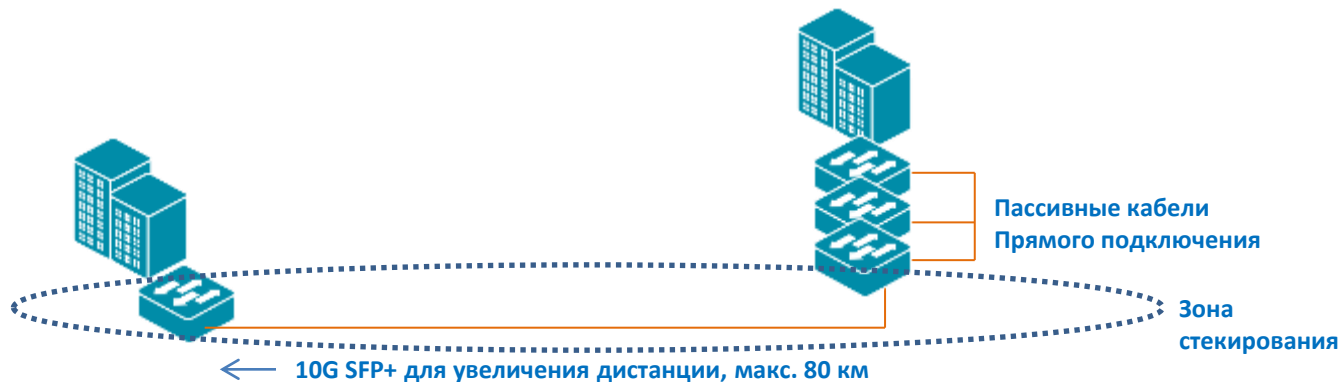 Пассивные кабели
Прямого подключения
Зона
стекирования
10G SFP+ для увеличения дистанции, макс. 80 км